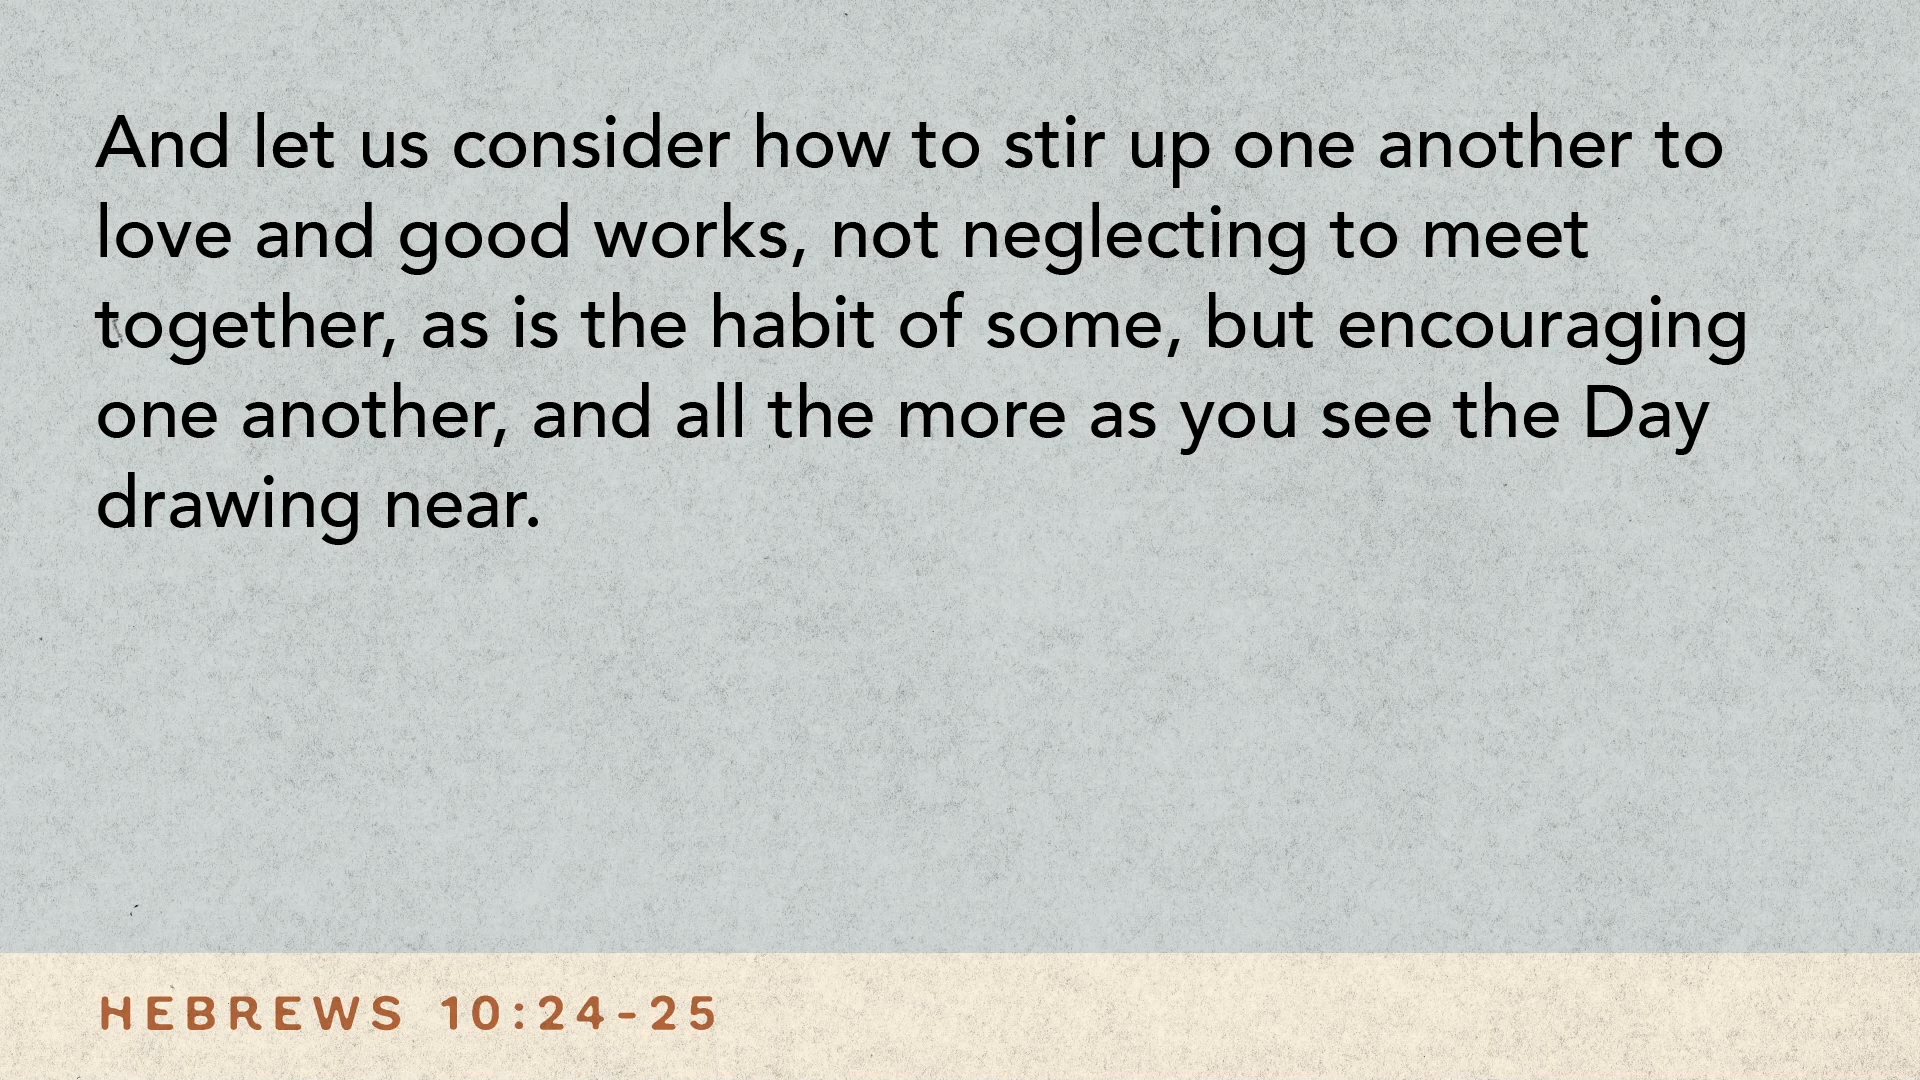 And let us consider how to stir up one another to
love and good works, not neglecting to meet
together, as is the habit of some, but encouraging
one another, and all the more as you see the Day
drawing near.
HEBREWS 10:24-25